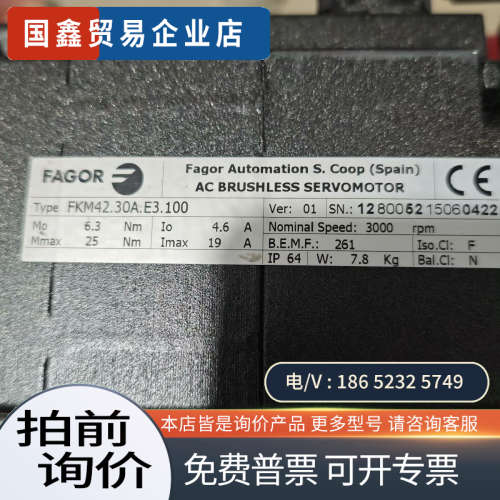 国鑫贸易企业店
FAGOR
Fagor Automation S. Coop (Spain)
AC BRUSHLESS SERVOMOTOR
CE
Type FKM42.30A.E3.100 Ver: 01 SN.: 12800521 5060422
Mo 6.3 Nm Io 4.6 A Nominal Speed: 3000 rpm
Mmax 25 Nm Imax 19 A B.E.M.F.: 261 Iso.Cl: F
IP 64 W: 7.8 Kg Bal.Cl: N
电/V : 186 5232 5749
拍前
询价
本店皆是询价产品 更多型号 请咨询客服
免费普票 可开专票